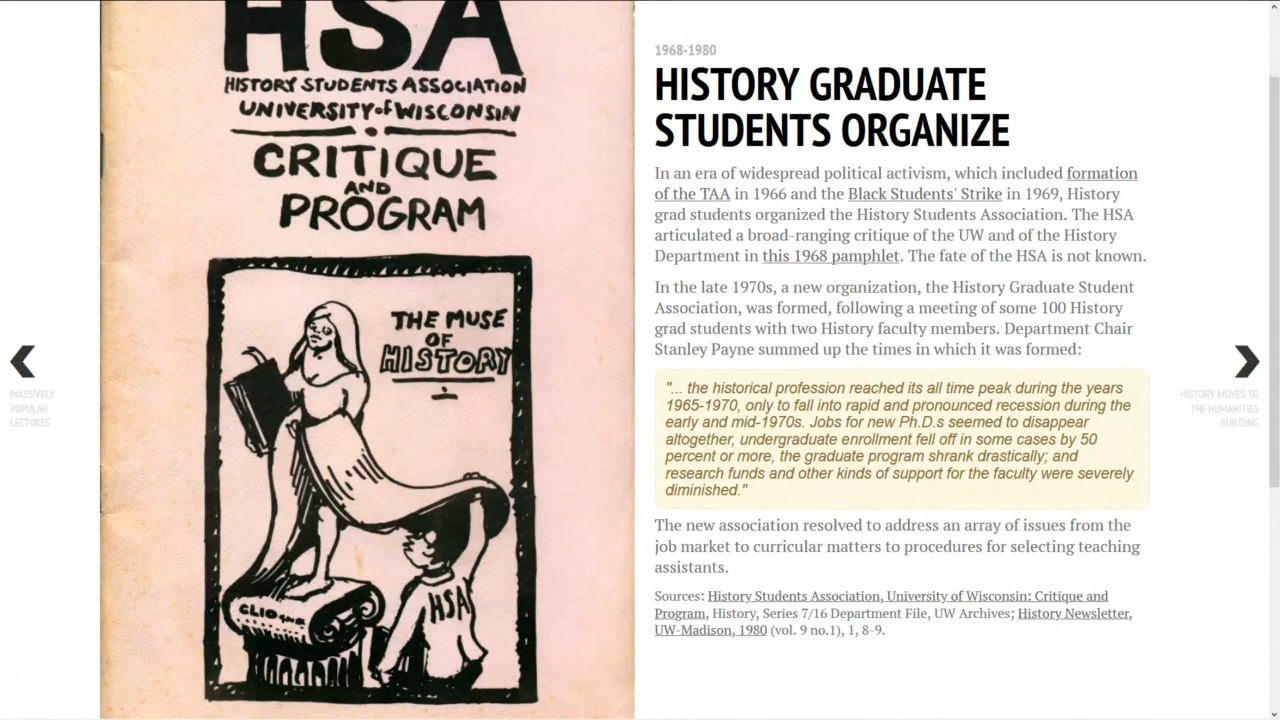 HSA
HISTORY STUDENTS ASSOCIATION
UNIVERSITY of WISCONSIN
CRITIQUE
AND
PROGRAM
THE MUSE
OF
HISTORY
HSA
1968-1980
HISTORY GRADUATE
STUDENTS ORGANIZE
In an era of widespread political activism, which included formation
of the TAA in 1966 and the Black Students' Strike in 1969, History
grad students organized the History Students Association. The HSA
articulated a broad-ranging critique of the UW and of the History
Department in this 1968 pamphlet. The fate of the HSA is not known.
In the late 1970s, a new organization, the History Graduate Student
Association, was formed, following a meeting of some 100 History
grad students with two History faculty members. Department Chair
Stanley Payne summed up the times in which it was formed:
"... the historical profession reached its all time peak during the years
1965-1970, only to fall into rapid and pronounced recession during the
early and mid-1970s. Jobs for new Ph.D.s seemed to disappear
altogether, undergraduate enrollment fell off in some cases by 50
percent or more, the graduate program shrank drastically; and
research funds and other kinds of support for the faculty were severely
diminished."
The new association resolved to address an array of issues from the
job market to curricular matters to procedures for selecting teaching
assistants.
Sources: History Students Association, University of Wisconsin: Critique and
Program, History, Series 7/16 Department File, UW Archives; History Newsletter,
UW-Madison, 1980 (vol. 9 no.1), 1, 8-9.
MASSIVELY
POPULAR
LECTURES
HISTORY MOVES TO
THE HUMANITIES
BUILDING
CLIO